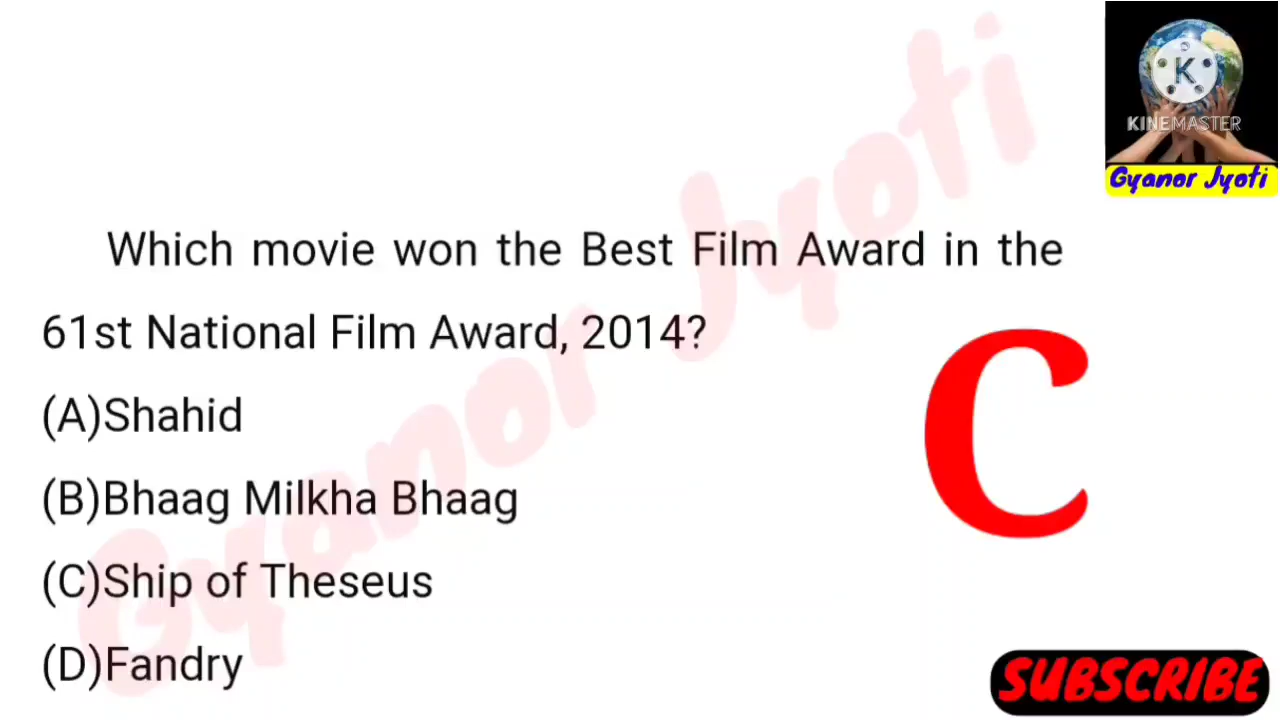 K
KINEMASTER
Gyanor Jyoti
Gyanor Jyoti
Which movie won the Best Film Award in the
61st National Film Award, 2014?
(A)Shahid
(B)Bhaag Milkha Bhaag
(C)Ship of Theseus
(D)Fandry
C
SUBSCRIBE